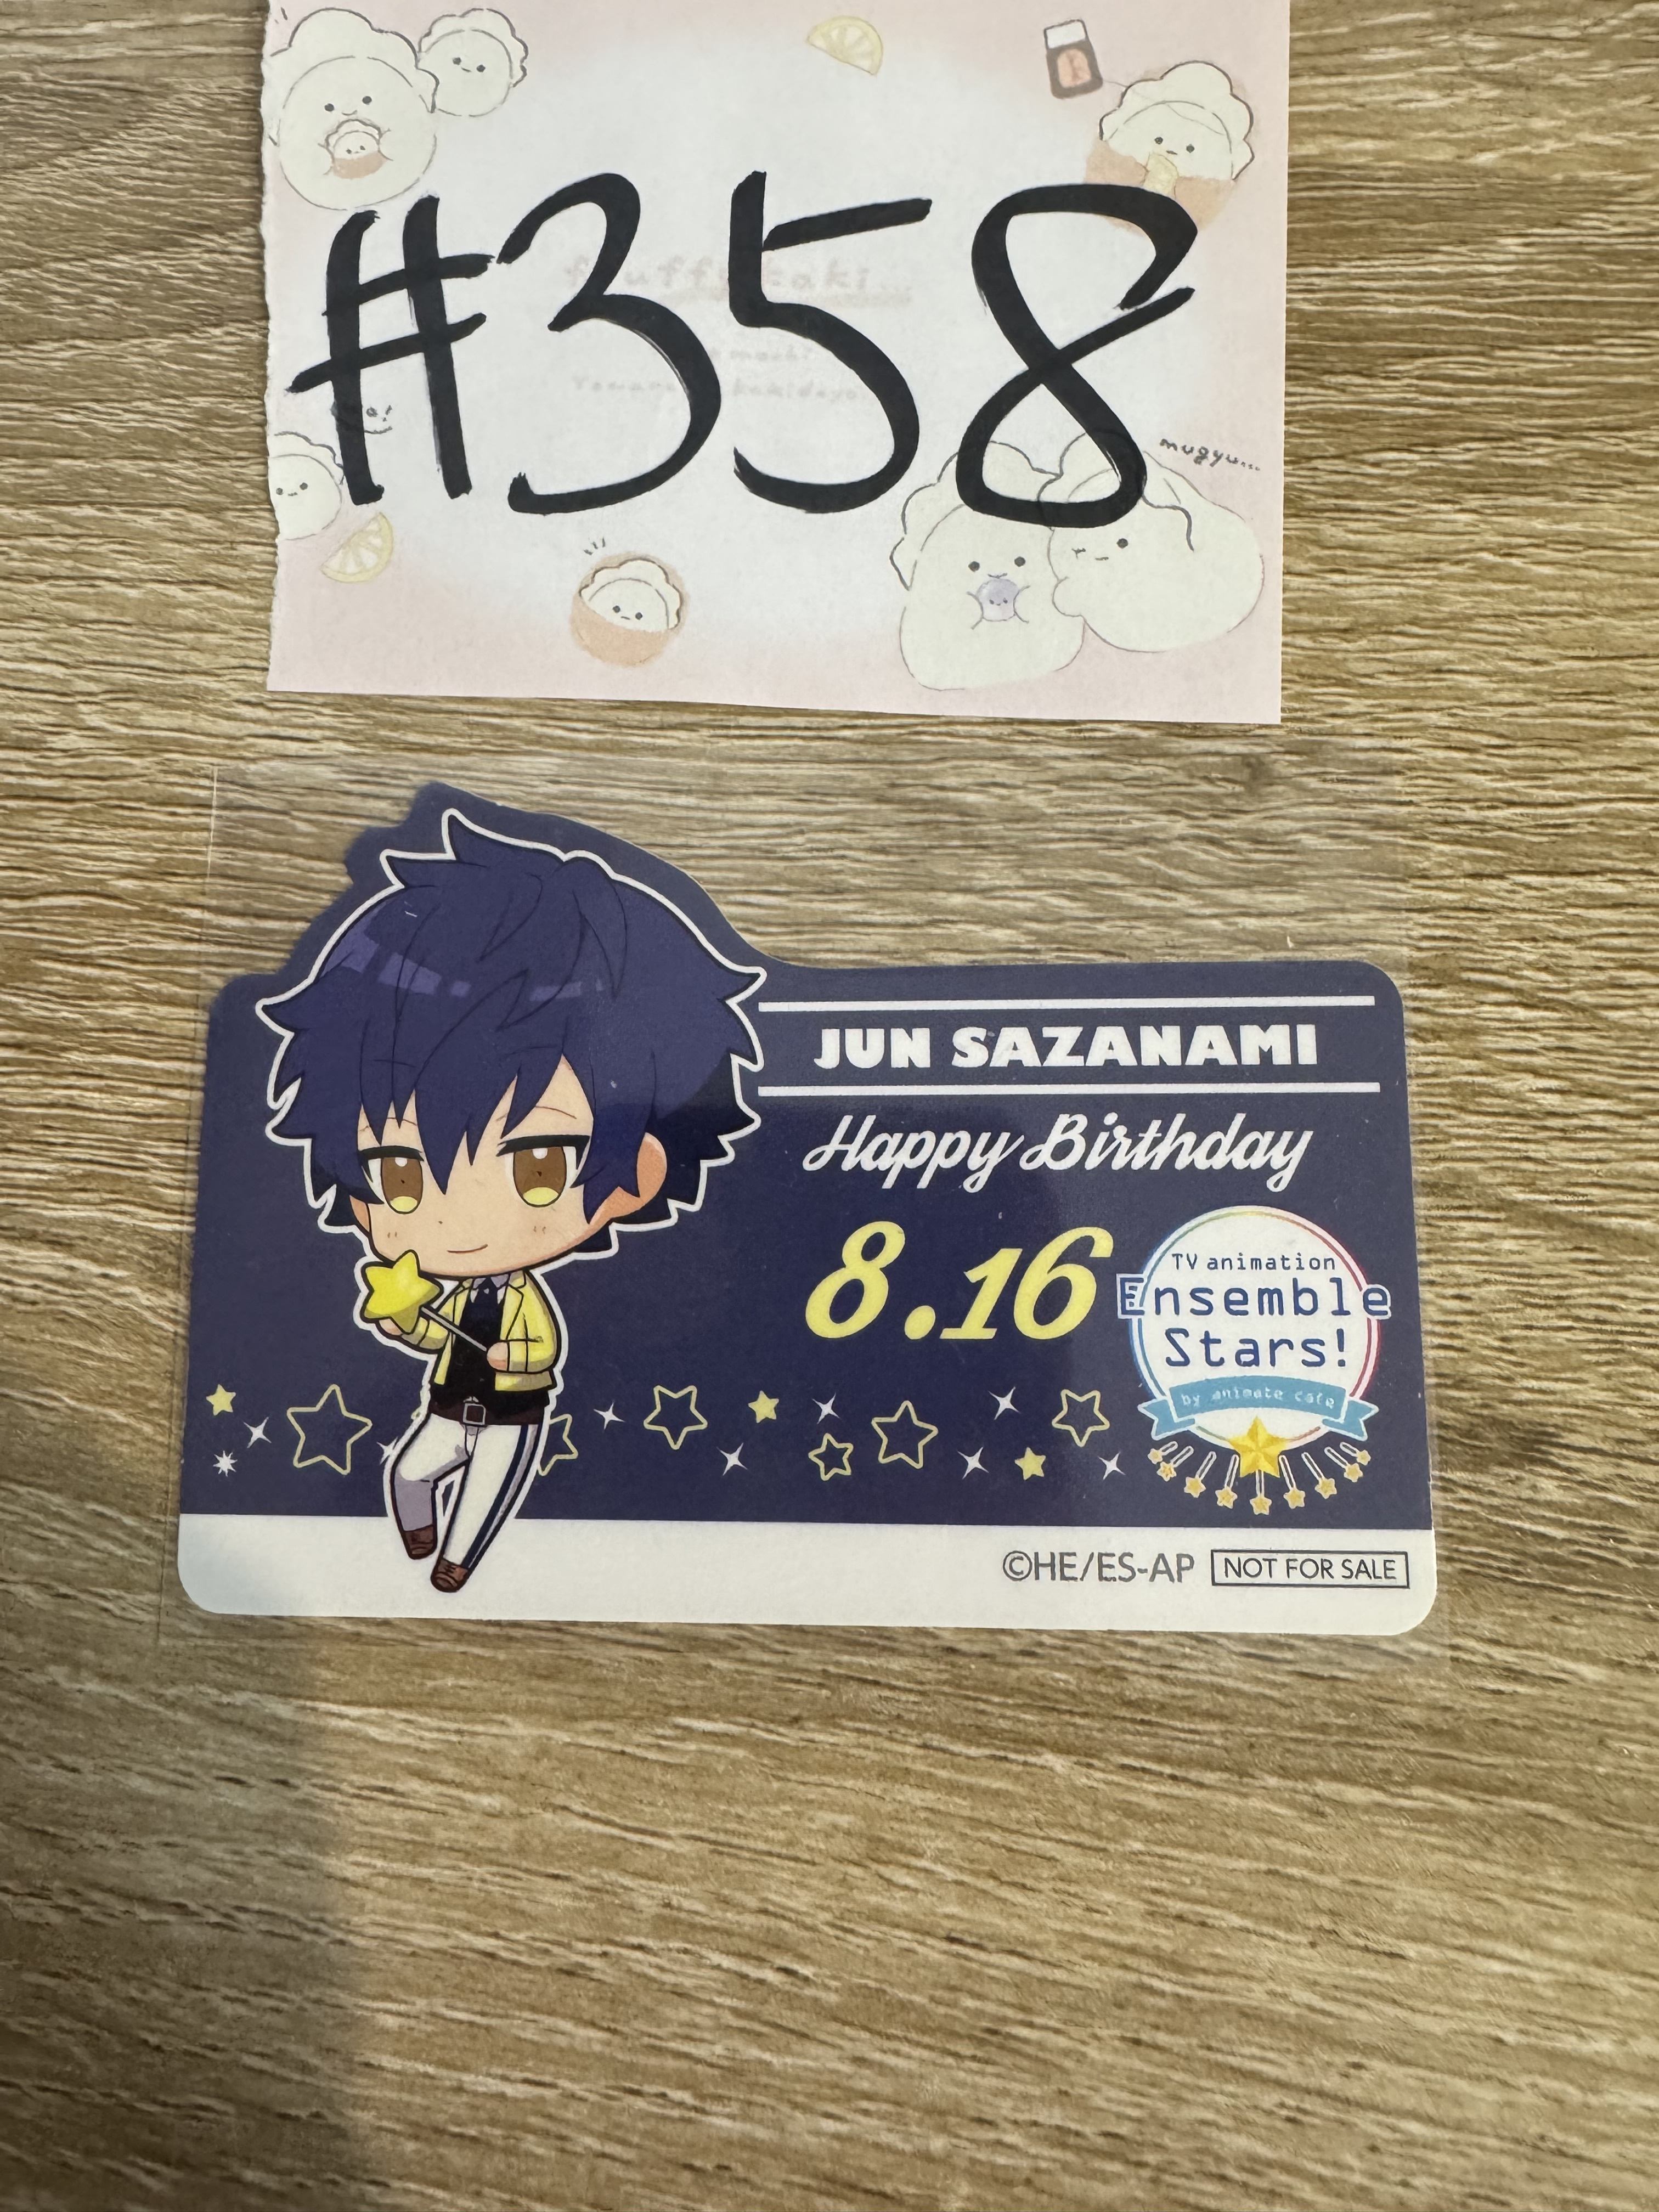 #358
mugyu....
JUN SAZANAMI
Happy Birthday
8.16
TV animation
Ensemble
Stars!
by animate cafe
©HE/ES-AP NOT FOR SALE